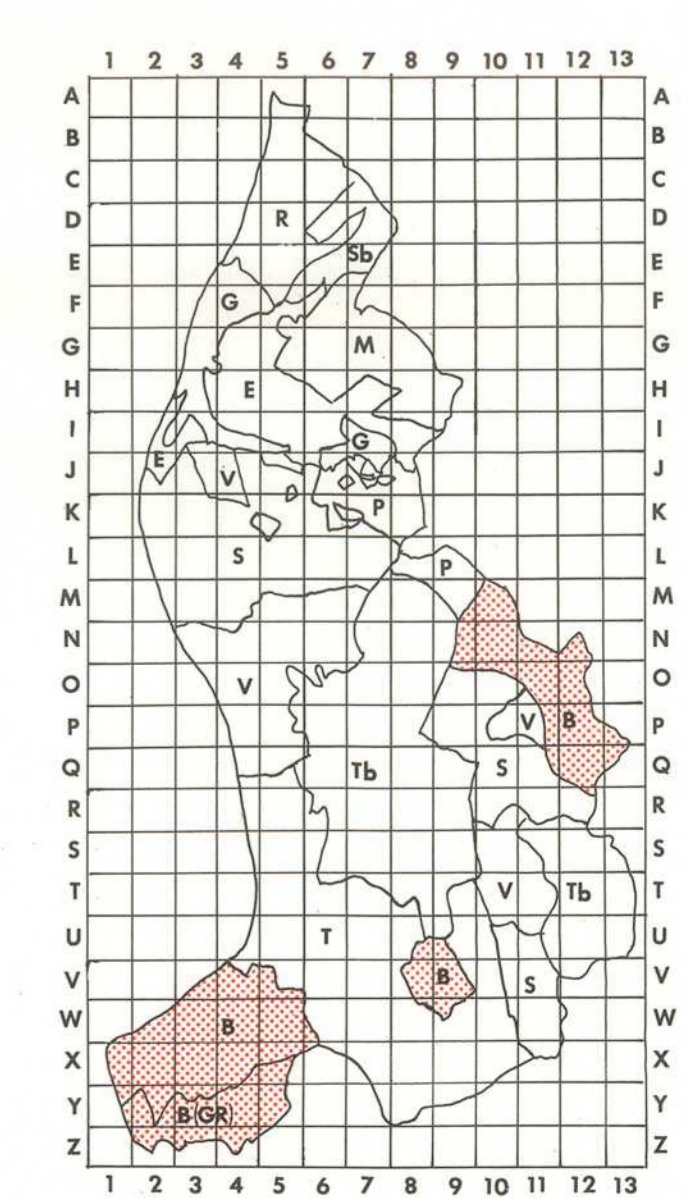 1 2 3 4 5 6 7 8 9 10 11 12 13
A A
B B
C C
D R D
E Sb E
F G F
G M G
H E H
I G I
J E V J
K P K
L S P L
M M
N N
O V O
P V B P
Q Tb S Q
R R
S S
T V Tb T
U T U
V B S V
W B W
X X
Y B(GR) Y
Z Z
1 2 3 4 5 6 7 8 9 10 11 12 13